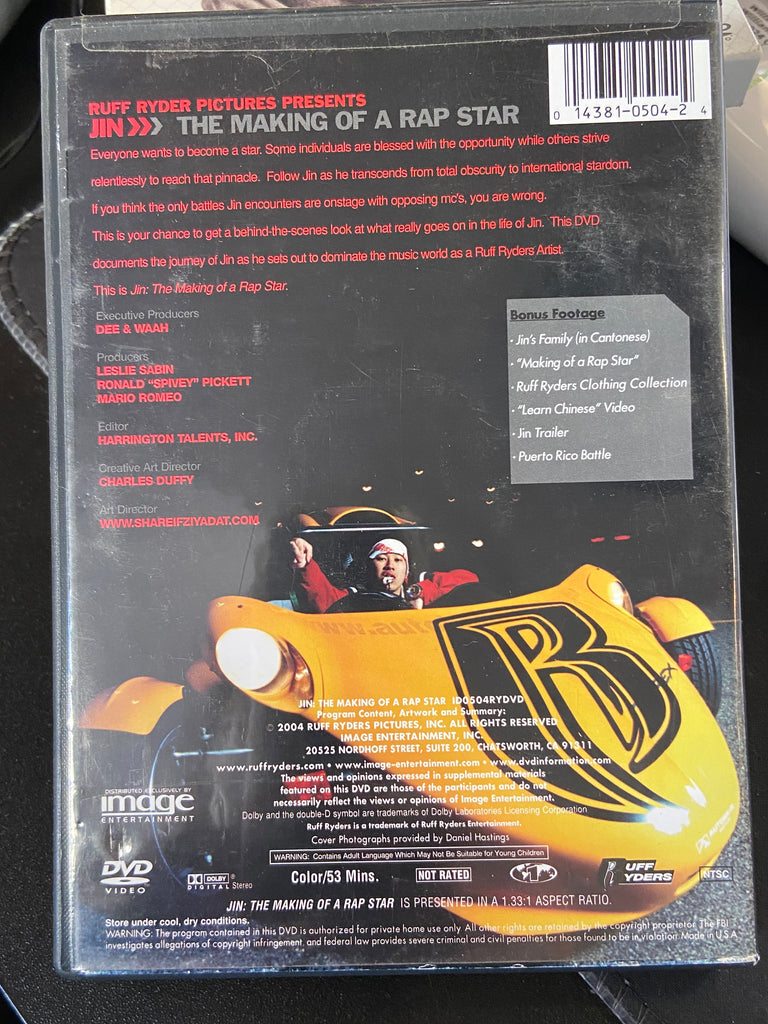 0 14381-0504-2 4
RUFF RYDER PICTURES PRESENTS
JIN>>> THE MAKING OF A RAP STAR
Everyone wants to become a star. Some individuals are blessed with the opportunity while others strive
relentlessly to reach that pinnacle. Follow Jin as he transcends from total obscurity to international stardom.
If you think the only battles Jin encounters are onstage with opposing mc's, you are wrong.
This is your chance to get a behind-the-scenes look at what really goes on in the life of Jin. This DVD
documents the journey of Jin as he sets out to dominate the music world as a Ruff Ryders Artist.
This is Jin: The Making of a Rap Star.
Executive Producers
DEE & WAAH
Producers
LESLIE SABIN
RONALD "SPIVEY" PICKETT
MARIO ROMEO
Editor
HARRINGTON TALENTS, INC.
Creative Art Director
CHARLES DUFFY
Art Director
WWW.SHAREIFZIYADAT.COM
Bonus Footage
· Jin's Family (in Cantonese)
· "Making of a Rap Star"
· Ruff Ryders Clothing Collection
· "Learn Chinese" Video
· Jin Trailer
· Puerto Rico Battle
R
JIN: THE MAKING OF A RAP STAR ID0504RYDVD
Program Content, Artwork and Summary:
© 2004 RUFF RYDERS PICTURES, INC. ALL RIGHTS RESERVED
IMAGE ENTERTAINMENT, INC.
20525 NORDHOFF STREET, SUITE 200, CHATSWORTH, CA 91311
www.ruffryders.com • www.image-entertainment.com • www.dvdinformation.com
The views and opinions expressed in supplemental materials
featured on this DVD are those of the participants and do not
necessarily reflect the views or opinions of Image Entertainment.
Dolby and the double-D symbol are trademarks of Dolby Laboratories Licensing Corporation
Ruff Ryders is a trademark of Ruff Ryders Entertainment.
Cover Photographs provided by Daniel Hastings
DISTRIBUTED EXCLUSIVELY BY
image
ENTERTAINMENT
WARNING: Contains Adult Language Which May Not Be Suitable for Young Children
DVD
VIDEO
DOLBY
DIGITAL Stereo
Color/53 Mins.
NOT RATED
RUFF
RYDERS
NTSC
JIN: THE MAKING OF A RAP STAR IS PRESENTED IN A 1.33:1 ASPECT RATIO.
Store under cool, dry conditions.
WARNING: The program contained in this DVD is authorized for private home use only. All other rights are retained by the copyright proprietor. The FBI
investigates allegations of copyright infringement, and federal law provides severe criminal and civil penalties for those found to be in violation. Made in U.S.A.